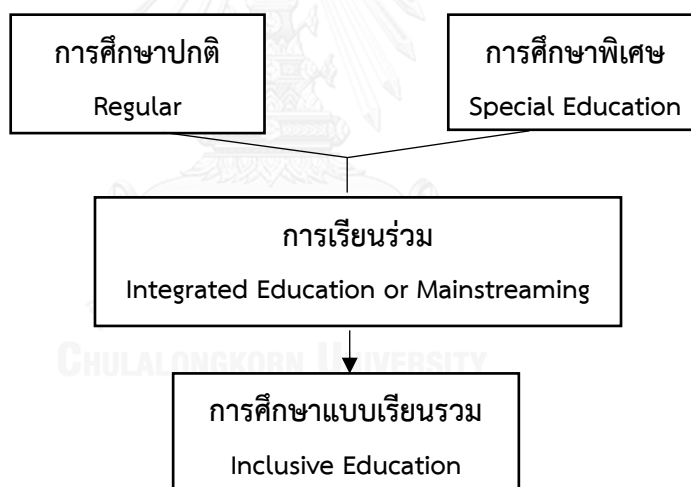 การศึกษาปกติ
Regular
การศึกษาพิเศษ
Special Education
การเรียนร่วม
Integrated Education or Mainstreaming
CHULALONGKORN UNIVERSITY
การศึกษาแบบเรียนรวม
Inclusive Education